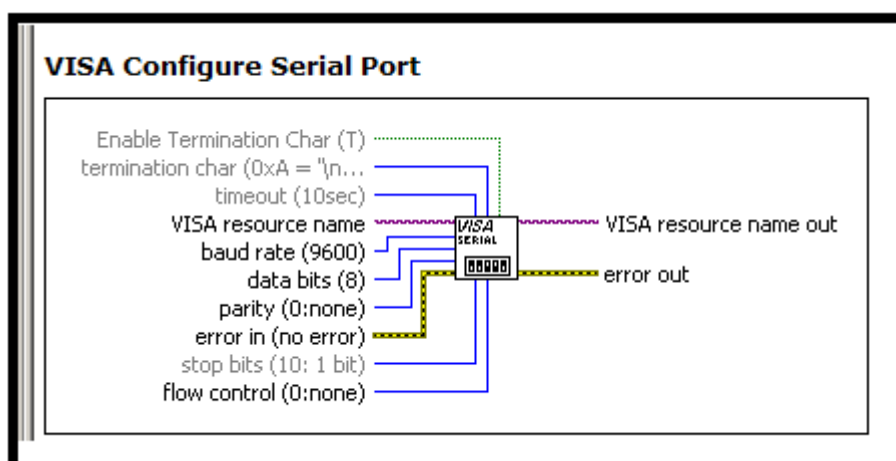 VISA Configure Serial Port
Enable Termination Char (T)
termination char (0xA = '\n...
timeout (10sec)
VISA resource name
VISA resource name out
baud rate (9600)
data bits (8)
error out
parity (0:none)
error in (no error)
stop bits (10: 1 bit)
flow control (0:none)
VISA
SERIAL